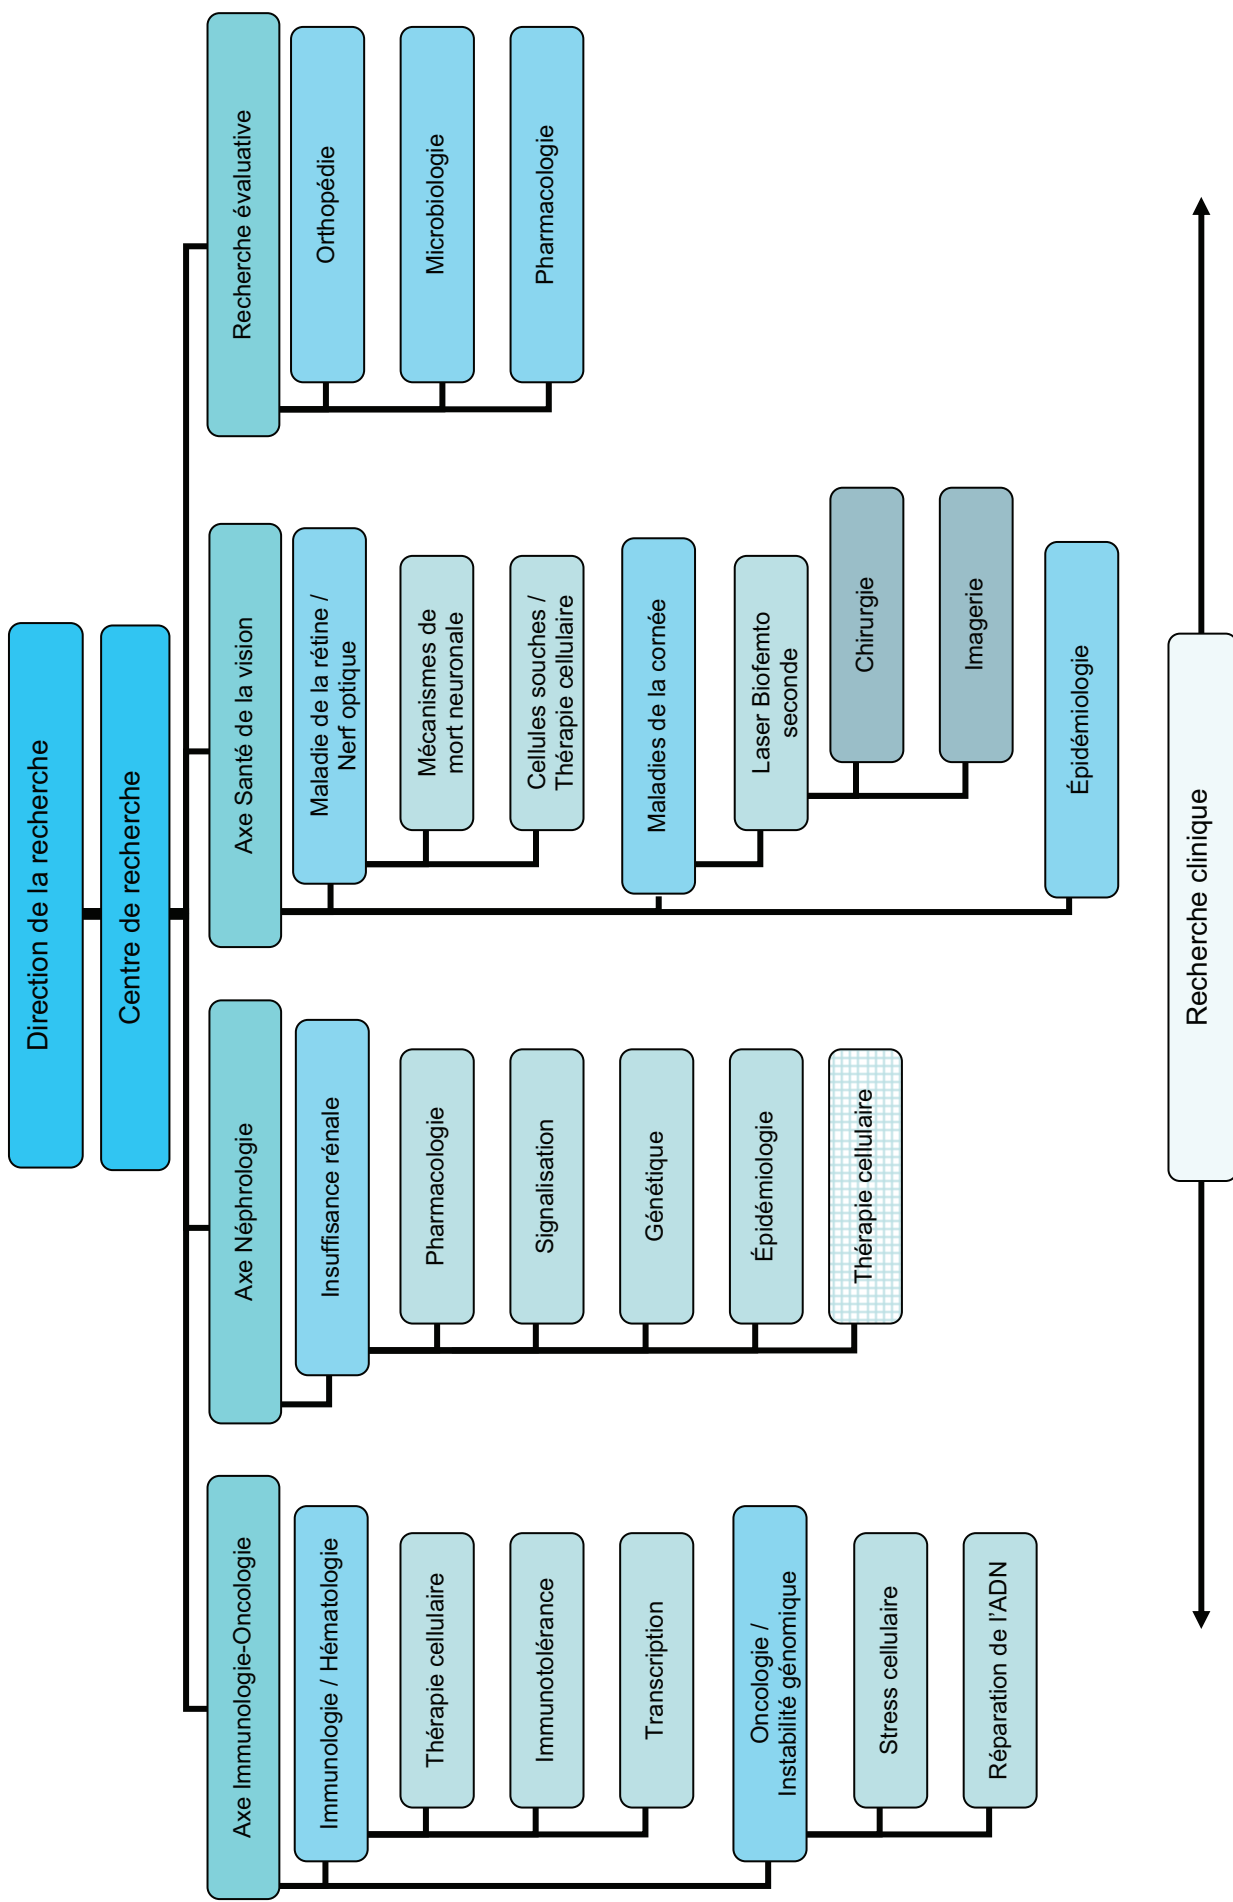 Direction de la recherche
Centre de recherche
Axe Immunologie-Oncologie
Immunologie / Hématologie
Thérapie cellulaire
Immunotolérance
Transcription
Oncologie /
Instabilité génomique
Stress cellulaire
Réparation de l’ADN
Axe Néphrologie
Insuffisance rénale
Pharmacologie
Signalisation
Génétique
Épidémiologie
Thérapie cellulaire
Axe Santé de la vision
Maladie de la rétine /
Nerf optique
Mécanismes de
mort neuronale
Cellules souches /
Thérapie cellulaire
Maladies de la cornée
Laser Biofemto
seconde
Chirurgie
Imagerie
Épidémiologie
Recherche évaluative
Orthopédie
Microbiologie
Pharmacologie
Recherche clinique